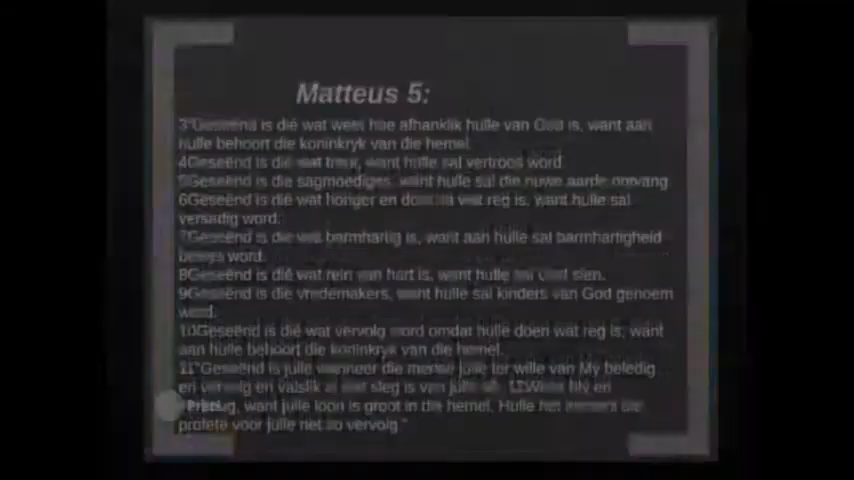 Matteus 5:
3"Geseënd is dié wat weet hoe afhanklik hulle van God is, want aan
hulle behoort die koninkryk van die hemel.
4Geseënd is dié wat treur, want hulle sal vertroos word.
5Geseënd is die sagmoediges, want hulle sal die nuwe aarde ontvang.
6Geseënd is dié wat honger en dors na wat reg is, want hulle sal
versadig word.
7Geseënd is dié wat barmhartig is, want aan hulle sal barmhartigheid
bewys word.
8Geseënd is dié wat rein van hart is, want hulle sal God sien.
9Geseënd is die vredemakers, want hulle sal kinders van God genoem
word.
10Geseënd is dié wat vervolg word omdat hulle doen wat reg is, want
aan hulle behoort die koninkryk van die hemel.
11"Geseënd is julle wanneer die mense julle ter wille van My beledig
en vervolg en valslik al wat sleg is van julle sê. 12Wees bly en
want julle loon is groot in die hemel. Hulle het immers die
profete voor julle net so vervolg."